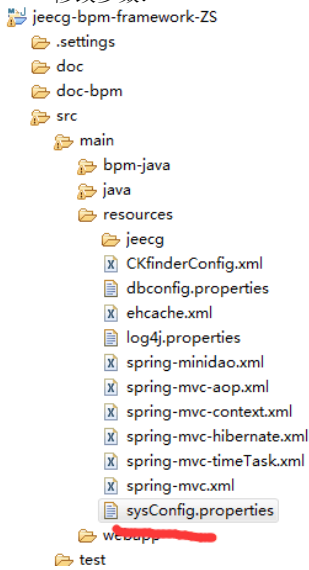 jeecg-bpm-framework-ZS
.settings
doc
doc-bpm
src
main
bpm-java
java
resources
jeecg
CKfinderConfig.xml
dbconfig.properties
ehcache.xml
log4j.properties
spring-minidao.xml
spring-mvc-aop.xml
spring-mvc-context.xml
spring-mvc-hibernate.xml
spring-mvc-timeTask.xml
spring-mvc.xml
sysConfig.properties
webapp
test